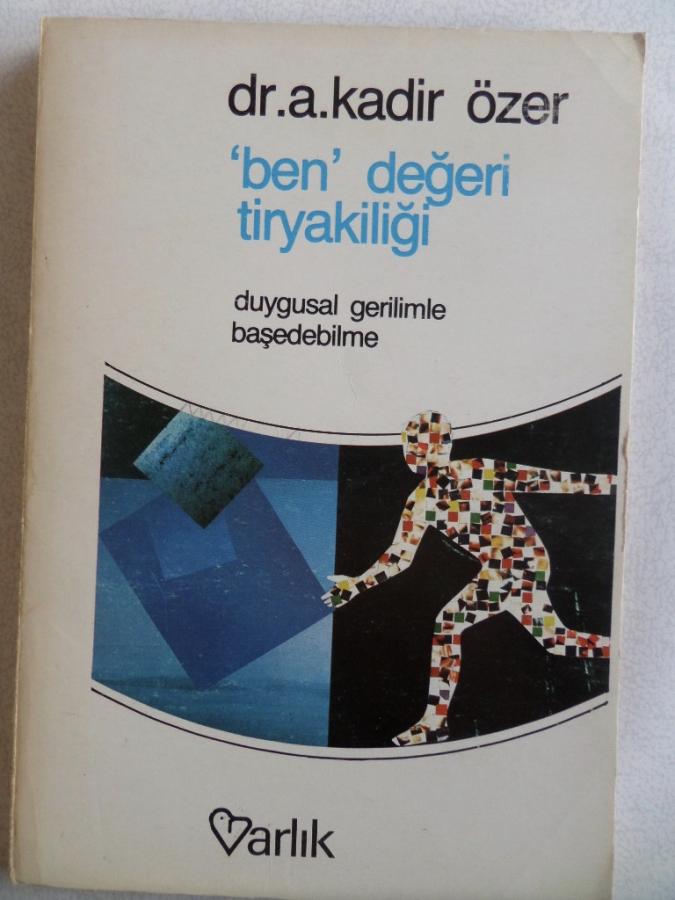 dr.a.kadir özer
'ben' değeri
tiryakiliği
duygusal gerilimle
başedebilme
Varlık